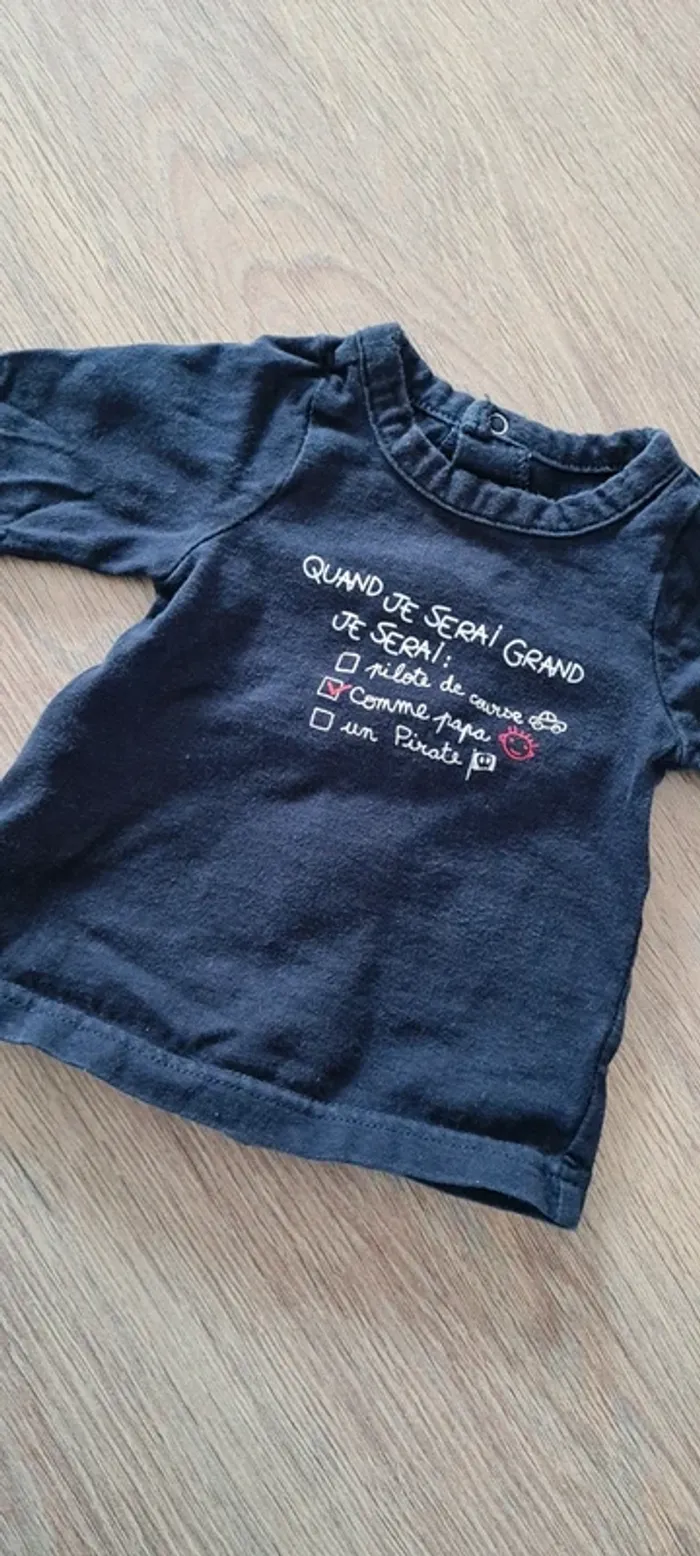 QUAND JE SERAi GRAND
JE SERAi :
pilote de course
Comme papa
un Pirate